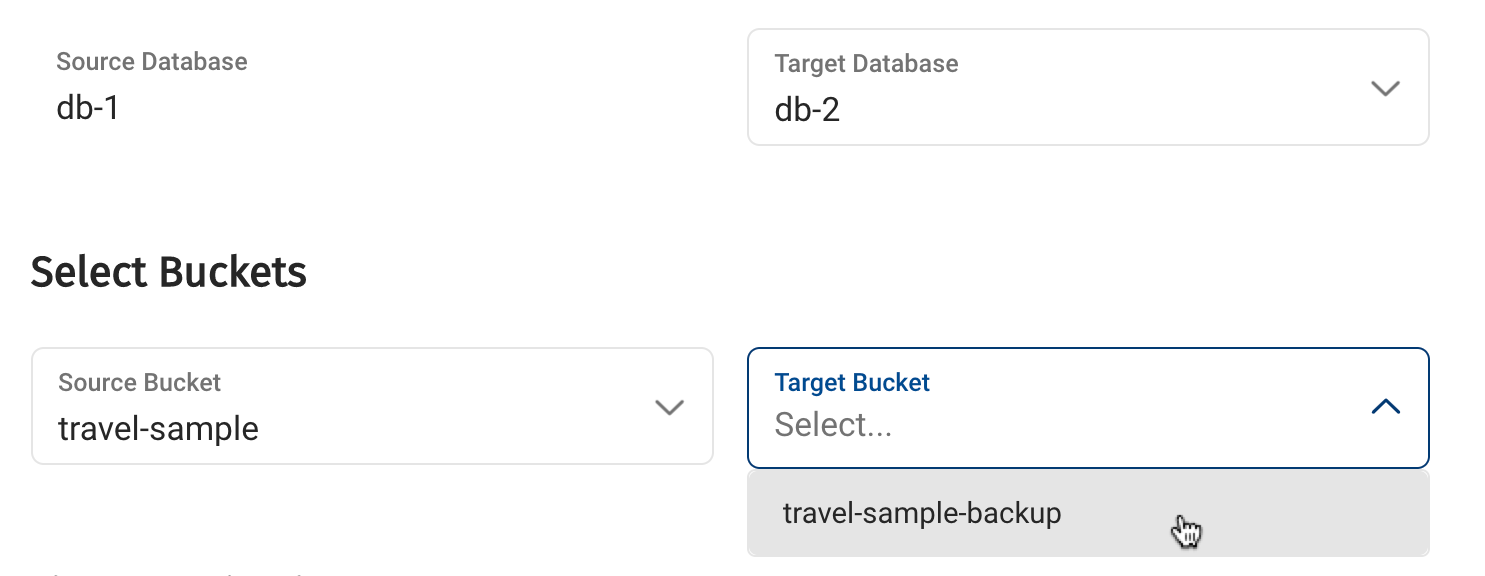 Source Database
db-1
Target Database
db-2
Select Buckets
Source Bucket
travel-sample
Target Bucket
Select...
travel-sample-backup